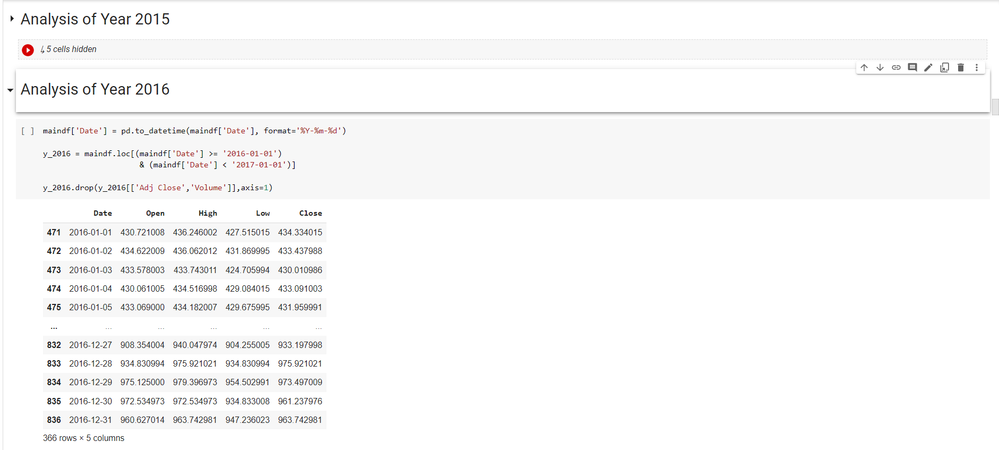 Analysis of Year 2015
5 cells hidden
Analysis of Year 2016
[ ] maindf['Date'] = pd.to_datetime(maindf['Date'], format='%Y-%m-%d')
y_2016 = maindf.loc[(maindf['Date'] >= '2016-01-01')
& (maindf['Date'] < '2017-01-01')]
y_2016.drop(y_2016[['Adj Close','Volume']],axis=1)
Date Open High Low Close
471 2016-01-01 430.721008 436.246002 427.515015 434.334015
472 2016-01-02 434.622009 436.062012 431.869995 433.437988
473 2016-01-03 433.578003 433.743011 424.705994 430.010986
474 2016-01-04 430.061005 434.516998 429.084015 433.091003
475 2016-01-05 433.069000 434.182007 429.675995 431.959991
... ... ... ... ... ...
832 2016-12-27 908.354004 940.047974 904.255005 933.197998
833 2016-12-28 934.830994 975.921021 934.830994 975.921021
834 2016-12-29 975.125000 979.396973 954.502991 973.497009
835 2016-12-30 972.534973 972.534973 934.833008 961.237976
836 2016-12-31 960.627014 963.742981 947.236023 963.742981
366 rows × 5 columns